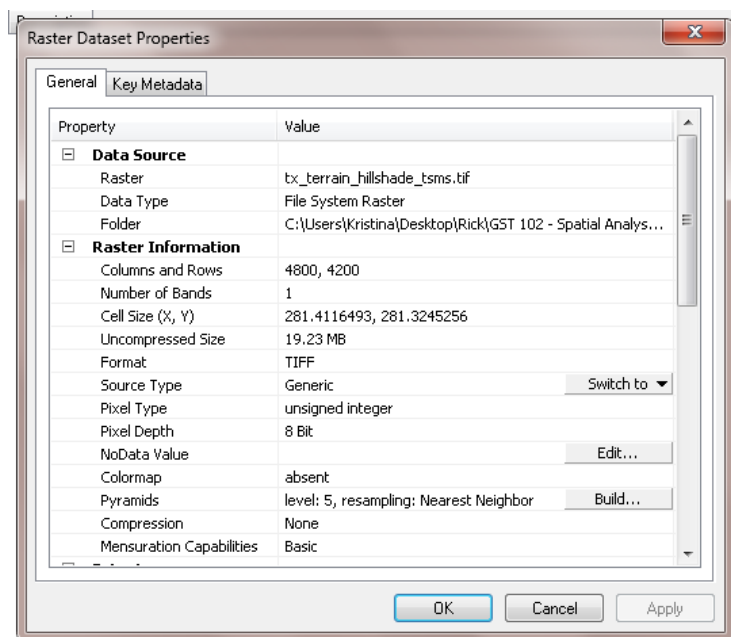 Raster Dataset Properties
General Key Metadata
Property Value
Data Source
Raster tx_terrain_hillshade_tsms.tif
Data Type File System Raster
Folder C:\Users\Kristina\Desktop\Rick\GST 102 - Spatial Analys...
Raster Information
Columns and Rows 4800, 4200
Number of Bands 1
Cell Size (X, Y) 281.4116493, 281.3245256
Uncompressed Size 19.23 MB
Format TIFF
Source Type Generic Switch to
Pixel Type unsigned integer
Pixel Depth 8 Bit
NoData Value Edit...
Colormap absent
Pyramids level: 5, resampling: Nearest Neighbor Build...
Compression None
Mensuration Capabilities Basic
OK Cancel Apply